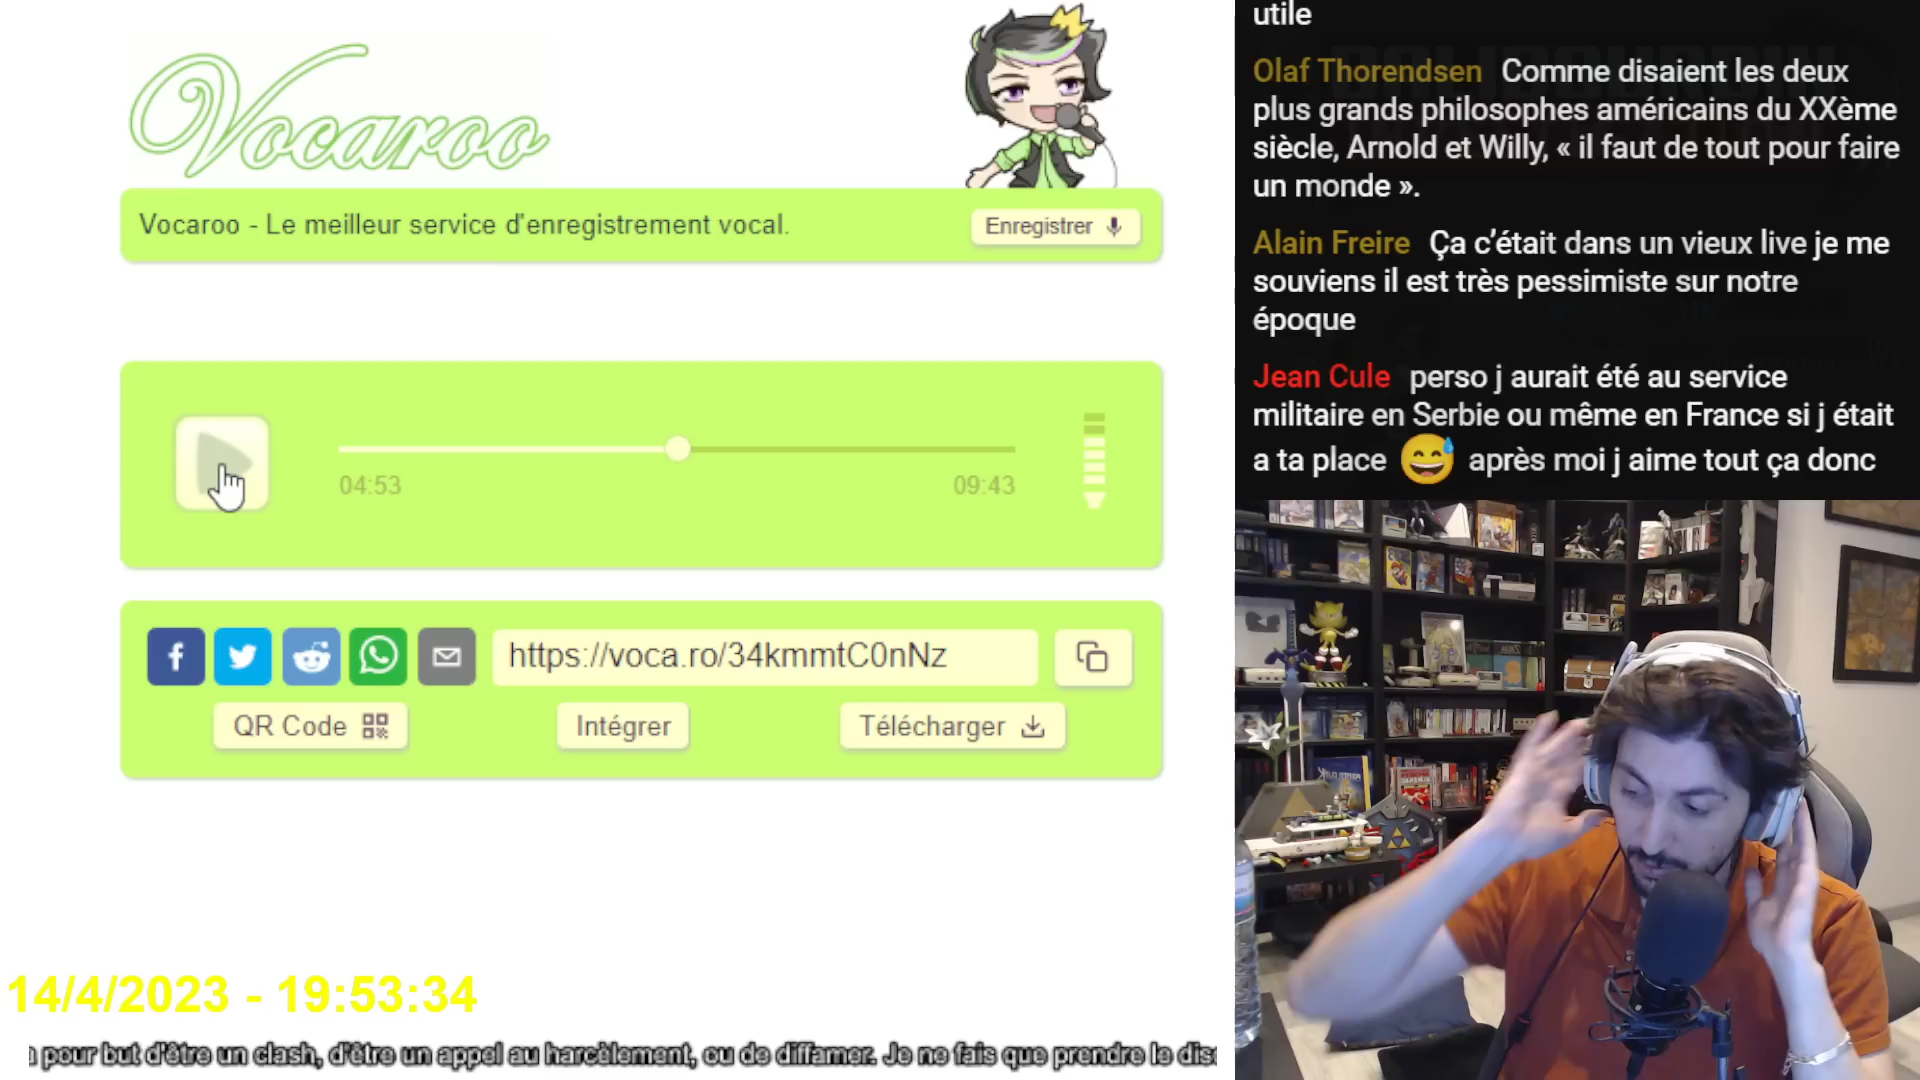 Vocaroo
Vocaroo - Le meilleur service d'enregistrement vocal.
Enregistrer
04:53
09:43
https://voca.ro/34kmmtC0nNz
QR Code
Intégrer
Télécharger
14/4/2023 - 19:53:34
pour but d'être un clash, d'être un appel au harcèlement, ou de diffamer. Je ne fais que prendre le
utile
Olaf Thorendsen Comme disaient les deux
plus grands philosophes américains du XXème
siècle, Arnold et Willy, « il faut de tout pour faire
un monde ».
Alain Freire Ça c’était dans un vieux live je me
souviens il est très pessimiste sur notre
époque
Jean Cule perso j aurait été au service
militaire en Serbie ou même en France si j était
a ta place 😅 après moi j aime tout ça donc